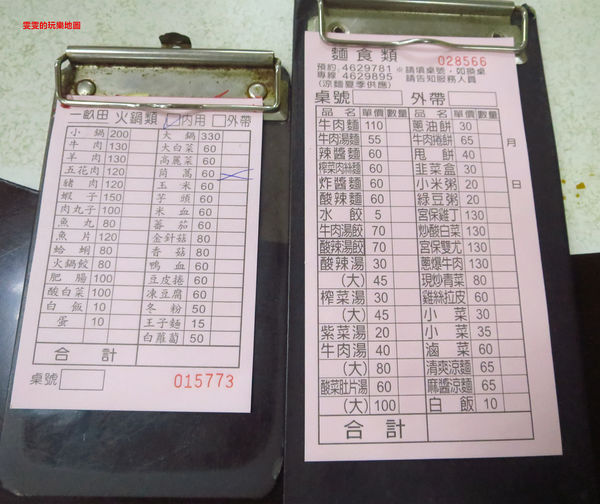 雯雯的玩樂地圖
一畝田 火鍋類 內用 外帶
小鍋 200 大鍋 330
牛肉 130 大白菜 60
羊肉 130 高麗菜 60
五花肉 120 茼蒿 60
豬肉 120 玉米 60
蝦子 150 芋頭 60
肉丸子 100 米血 60
魚丸 80 蕃茄 60
魚片 120 金針菇 80
蛤蜊 80 香菇 80
火鍋餃 80 鴨血 60
肥腸 100 豆皮捲 60
酸白菜 100 凍豆腐 60
白飯 10 冬粉 50
蛋 10 王子麵 15
白蘿蔔 50
合計
桌號 015773
麵食類 028566
預約 4629781 ※請填桌號，如換桌
專線 4629895 請告知服務人員
(涼麵夏季供應)
桌號 外帶
品名 單價 數量 品名 單價 數量
牛肉麵 110 蔥油餅 30
牛肉湯麵 55 牛肉捲餅 65
辣醬麵 60 甩餅 40
榨菜肉絲麵 60 韭菜盒 30
炸醬麵 60 小米粥 20
酸辣麵 60 綠豆粥 20
水餃 5 宮保雞丁 130
牛肉湯餃 70 炒酸白菜 130
酸辣湯餃 70 宮保雙尤 130
酸辣湯 30 蔥爆牛肉 130
(大) 45 現炒青菜 80
榨菜湯 30 雞絲拉皮 60
(大) 45 小菜 30
紫菜湯 20 小菜 35
牛肉湯 40 滷菜 60
(大) 80 清爽涼麵 65
酸菜肚片湯 60 麻醬涼麵 65
(大) 100 白飯 10
合計
月
日